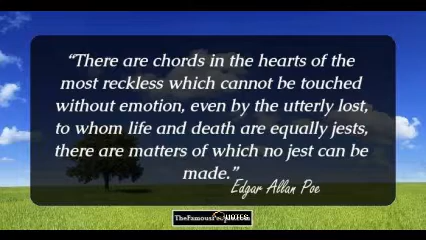 “There are chords in the hearts of the
most reckless which cannot be touched
without emotion, even by the utterly lost,
to whom life and death are equally jests,
there are matters of which no jest can be
made.”
Edgar Allan Poe
QUOTES